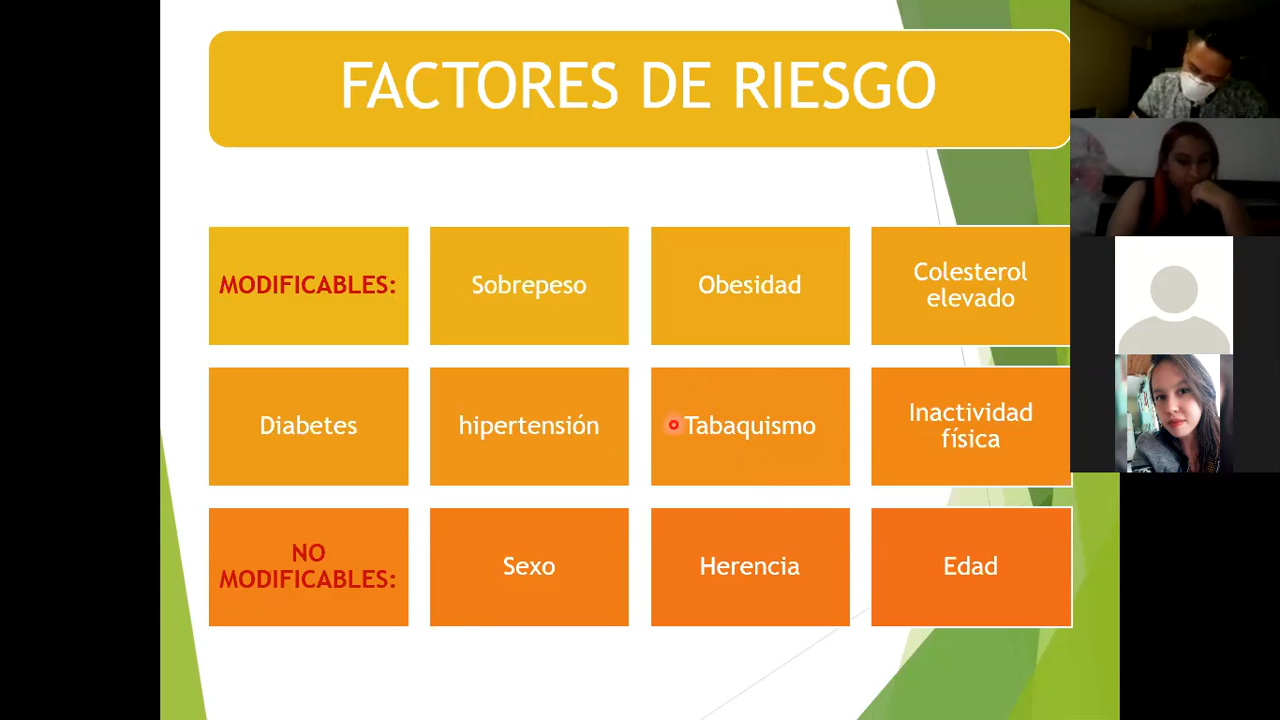 FACTORES DE RIESGO
MODIFICABLES:
Sobrepeso
Obesidad
Colesterol
elevado
Diabetes
hipertensión
Tabaquismo
Inactividad
física
NO
MODIFICABLES:
Sexo
Herencia
Edad